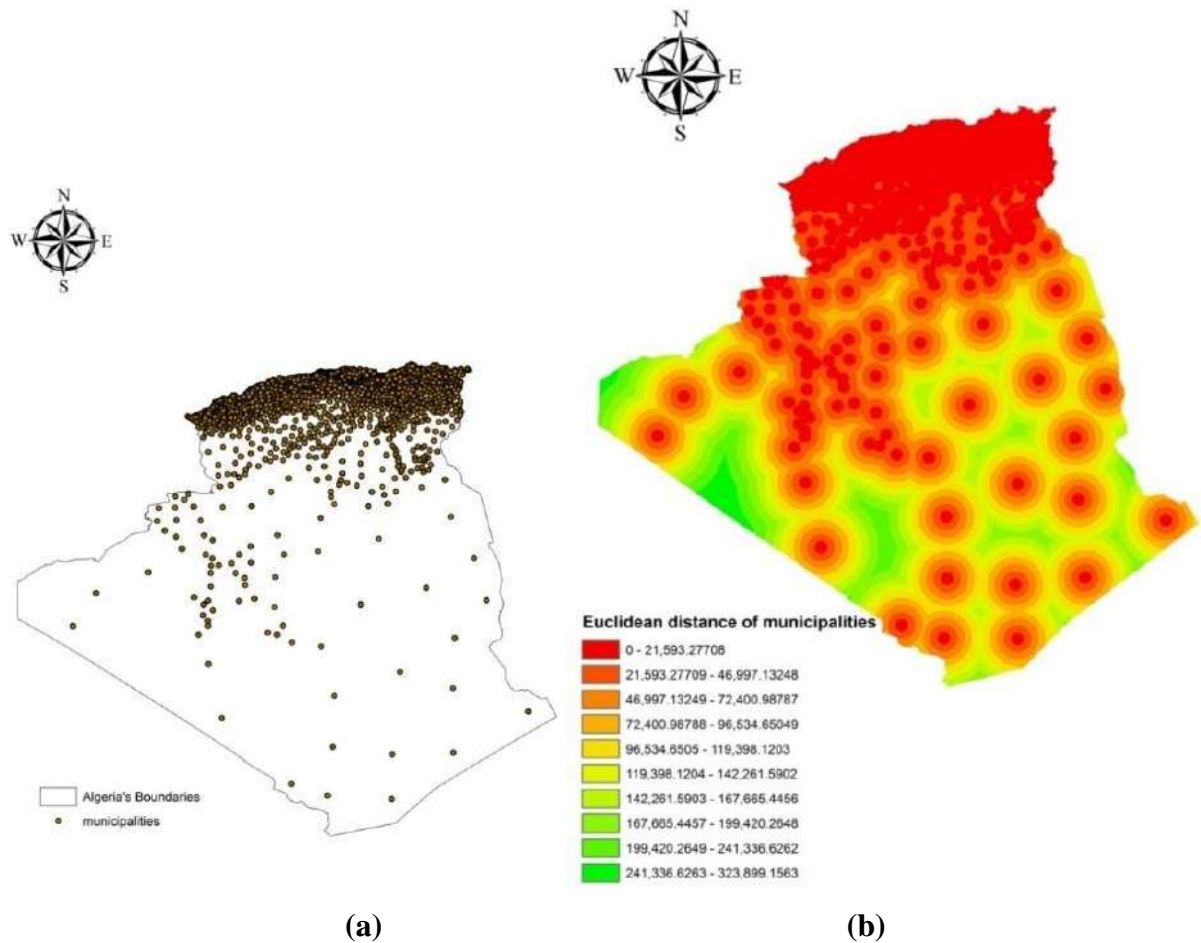 N
W E
S
N
W E
S
Algeria's Boundaries
municipalities
Euclidean distance of municipalities
0 - 21,593.27708
21,593.27709 - 46,997.13248
46,997.13249 - 72,400.98787
72,400.98788 - 96,534.65049
96,534.6505 - 119,398.1203
119,398.1204 - 142,261.5902
142,261.5903 - 167,665.4456
167,665.4457 - 199,420.2648
199,420.2649 - 241,336.6262
241,336.6263 - 323,899.1563
(a) (b)